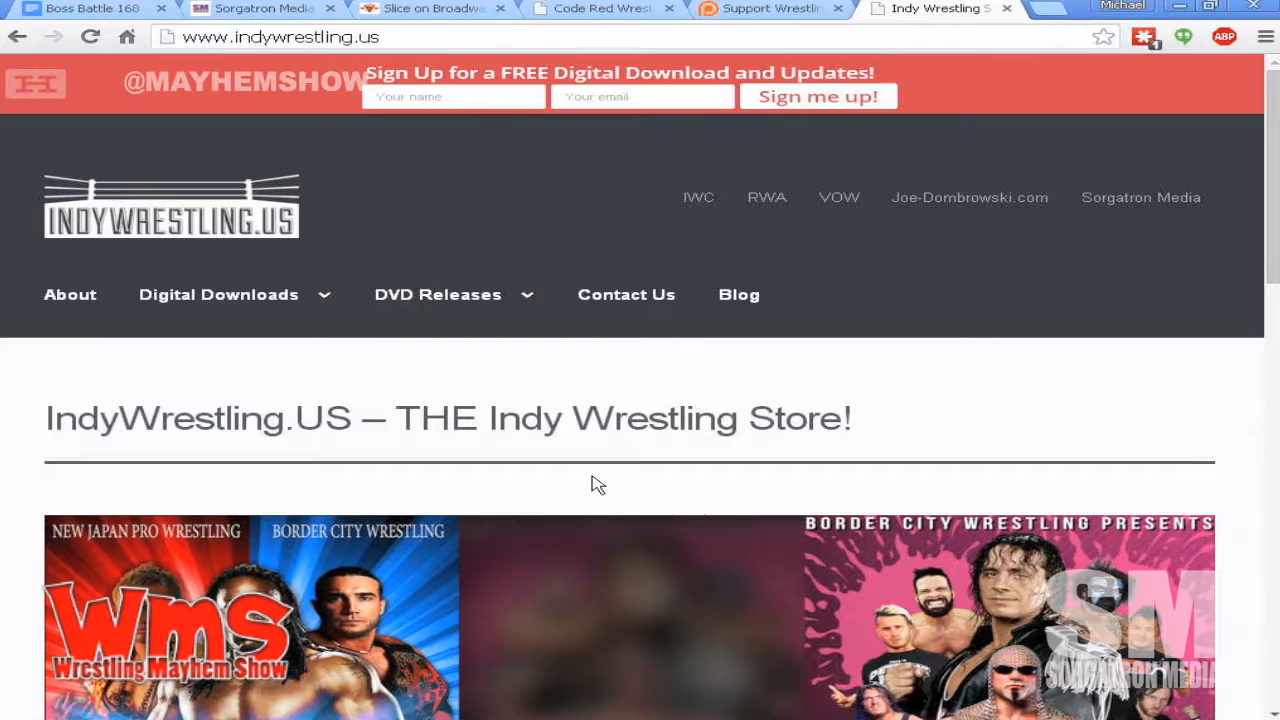 Boss Battle 168
Sorgatron Media
Slice on Broadw
Code Red Wrest
Support Wrestlin
Indy Wrestling S
Michael
www.indywrestling.us
1
ABP
@MAYHEMSHOW
Sign Up for a FREE Digital Download and Updates!
Your name
Your email
Sign me up!
INDYWRESTLING.US
IWC
RWA
VOW
Joe-Dombrowski.com
Sorgatron Media
About
Digital Downloads
DVD Releases
Contact Us
Blog
IndyWrestling.US – THE Indy Wrestling Store!
NEW JAPAN PRO WRESTLING
BORDER CITY WRESTLING
BORDER CITY WRESTLING PRESENTS
WMS
Wrestling Mayhem Show
SM
SORGATRON MEDIA